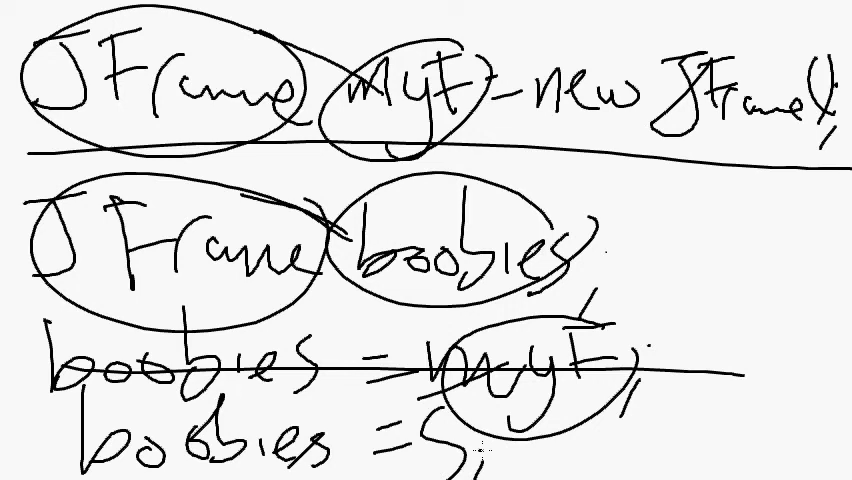 JFrame myF=new JFrame();
JFrame boobies;
boobies = myF;
boobies = 5;